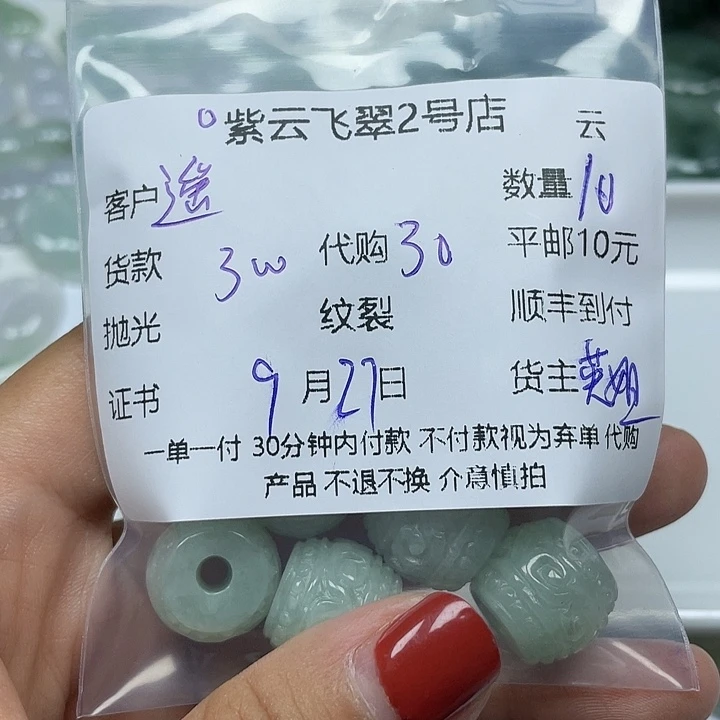 紫云飞翠2号店 云
客户 数量 10
货款 300 代购 30 平邮10元
抛光 纹裂 顺丰到付
证书 9月27日 货主 英姐
一单一付 30分钟内付款 不付款视为弃单 代购
产品 不退不换 介意慎拍